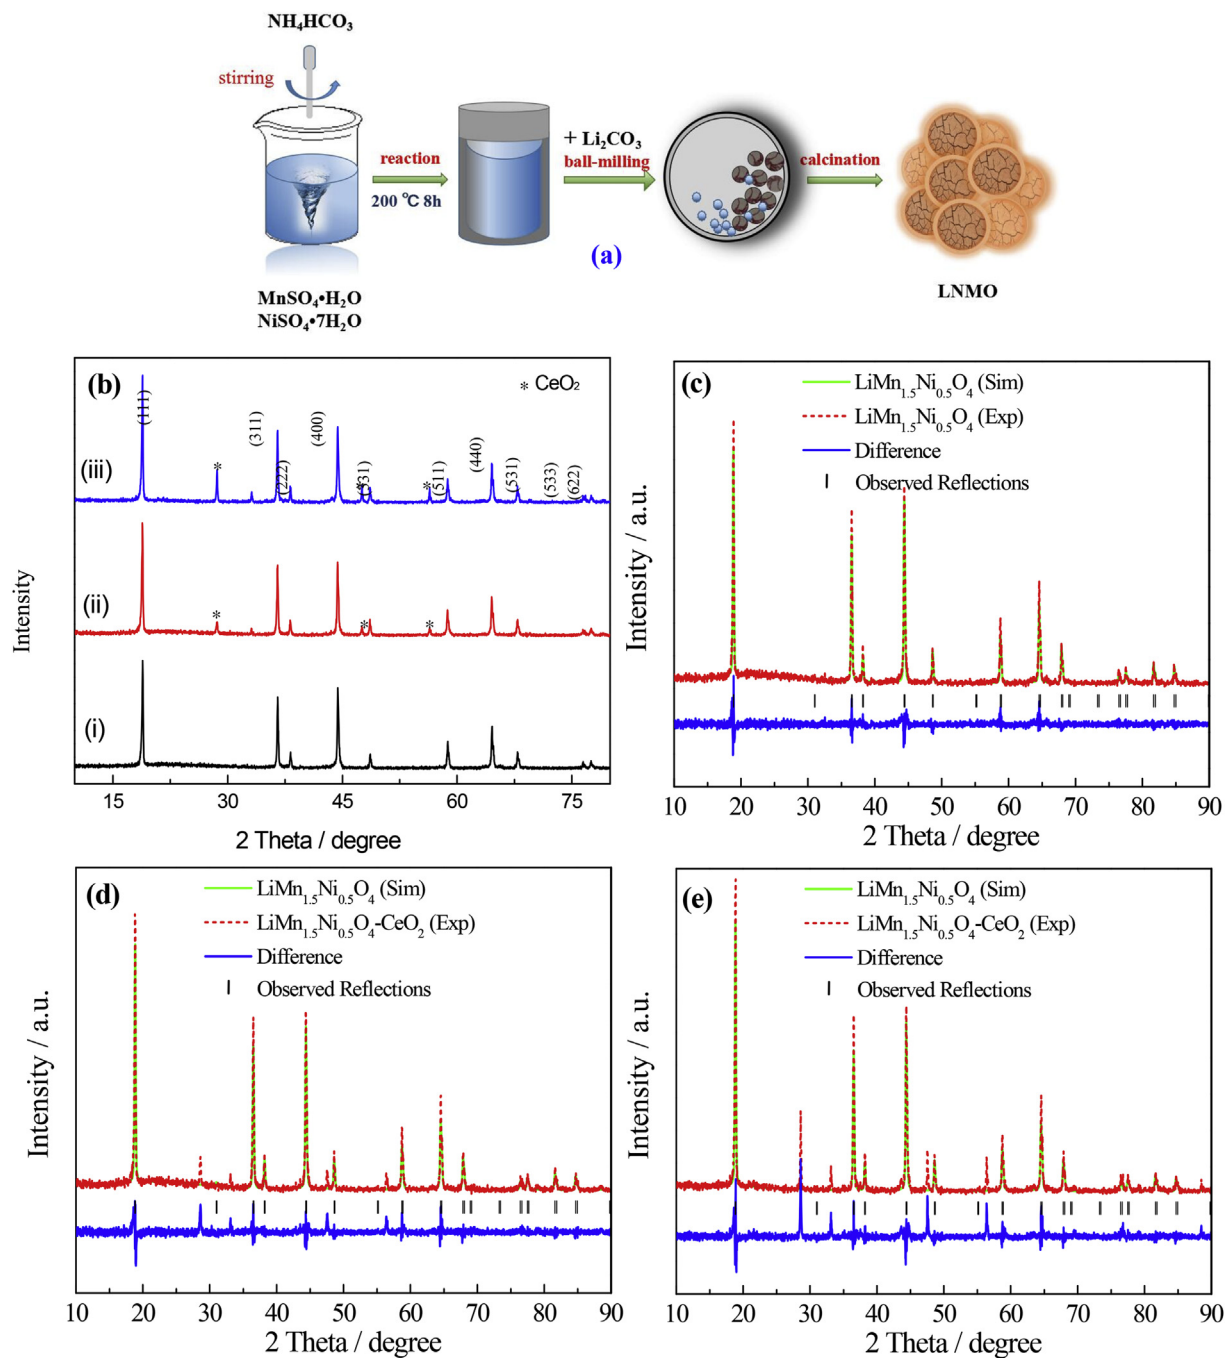 NH₄HCO₃
stirring
reaction
200 ℃ 8h
+ Li₂CO₃
ball-milling
calcination
(a)
MnSO₄•H₂O
NiSO₄•7H₂O
LNMO
(b)
* CeO₂
(111)
(311)
(222)
(400)
(331)
(511)
(440)
(531)
(533)
(622)
*
*
*
(iii)
*
*
*
(ii)
(i)
Intensity
15 30 45 60 75
2 Theta / degree
(c)
LiMn₁.₅Ni₀.₅O₄ (Sim)
LiMn₁.₅Ni₀.₅O₄ (Exp)
Difference
Observed Reflections
Intensity / a.u.
10 20 30 40 50 60 70 80 90
2 Theta / degree
(d)
LiMn₁.₅Ni₀.₅O₄ (Sim)
LiMn₁.₅Ni₀.₅O₄-CeO₂ (Exp)
Difference
Observed Reflections
Intensity / a.u.
10 20 30 40 50 60 70 80 90
2 Theta / degree
(e)
LiMn₁.₅Ni₀.₅O₄ (Sim)
LiMn₁.₅Ni₀.₅O₄-CeO₂ (Exp)
Difference
Observed Reflections
Intensity / a.u.
10 20 30 40 50 60 70 80 90
2 Theta / degree